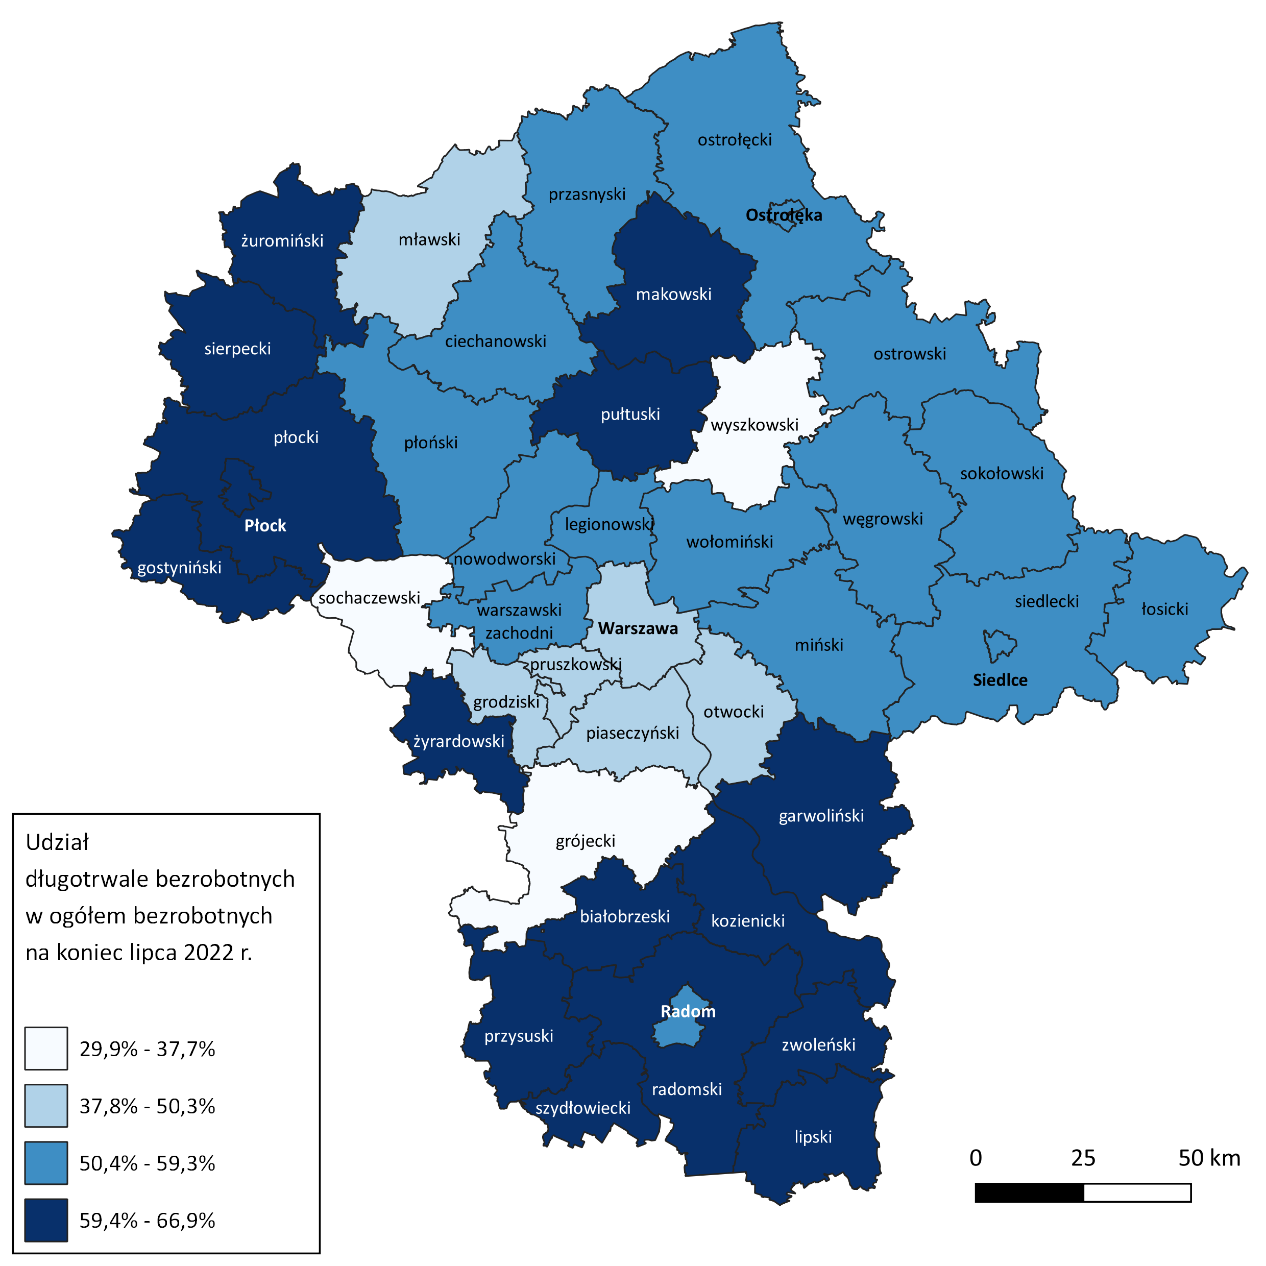 ostrołęcki
przasnyski
Ostrołęka
żuromiński
mławski
makowski
sierpecki
ciechanowski
ostrowski
płocki
płoński
pułtuski
wyszkowski
sokołowski
Płock
legionowski
wołomiński
węgrowski
gostyniński
nowodworski
sochaczewski
warszawski
zachodni
Warszawa
siedlecki
łosicki
miński
pruszkowski
Siedlce
grodziski
otwocki
piaseczyński
żyrardowski
garwoliński
grójecki
białobrzeski
kozienicki
Radom
przysuski
zwoleński
radomski
szydłowiecki
lipski
Udział
długotrwale bezrobotnych
w ogółem bezrobotnych
na koniec lipca 2022 r.
29,9% - 37,7%
37,8% - 50,3%
50,4% - 59,3%
59,4% - 66,9%
0 25 50 km